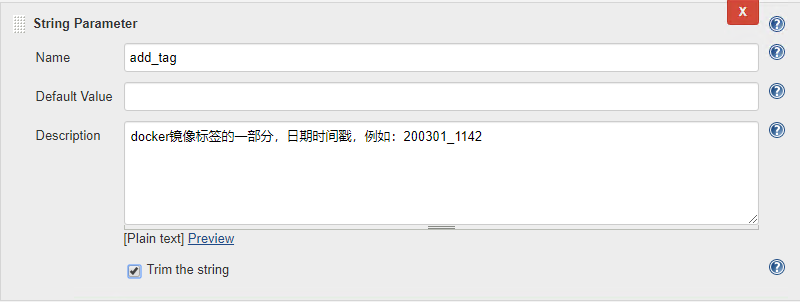 X
String Parameter
Name
add_tag
Default Value
Description
docker镜像标签的一部分，日期时间戳，例如：200301_1142
[Plain text] Preview
Trim the string